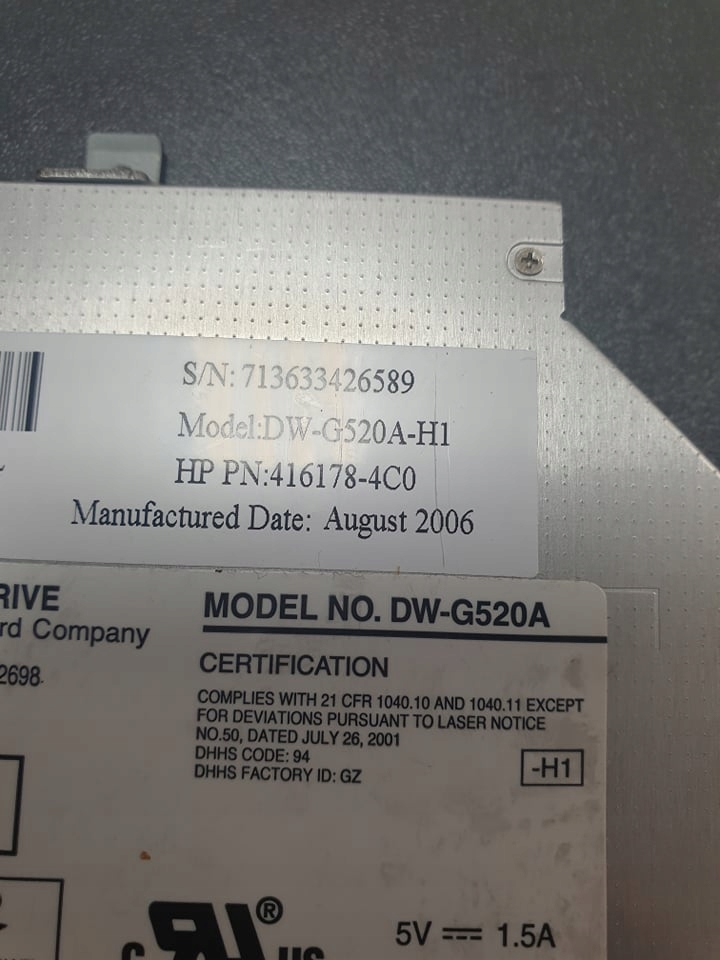 S/N: 713633426589
Model:DW-G520A-H1
HP PN:416178-4C0
Manufactured Date: August 2006
RIVE
rd Company
2698
MODEL NO. DW-G520A
CERTIFICATION
COMPLIES WITH 21 CFR 1040.10 AND 1040.11 EXCEPT
FOR DEVIATIONS PURSUANT TO LASER NOTICE
NO.50, DATED JULY 26, 2001
DHHS CODE: 94
DHHS FACTORY ID: GZ
-H1
c RU ® US
5V ⎓ 1.5A